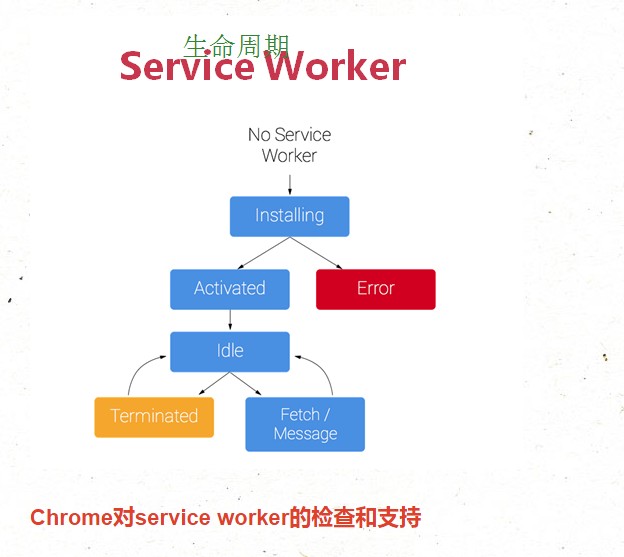 生命周期
Service Worker
No Service
Worker
Installing
Activated
Error
Idle
Terminated
Fetch /
Message
Chrome对service worker的检查和支持